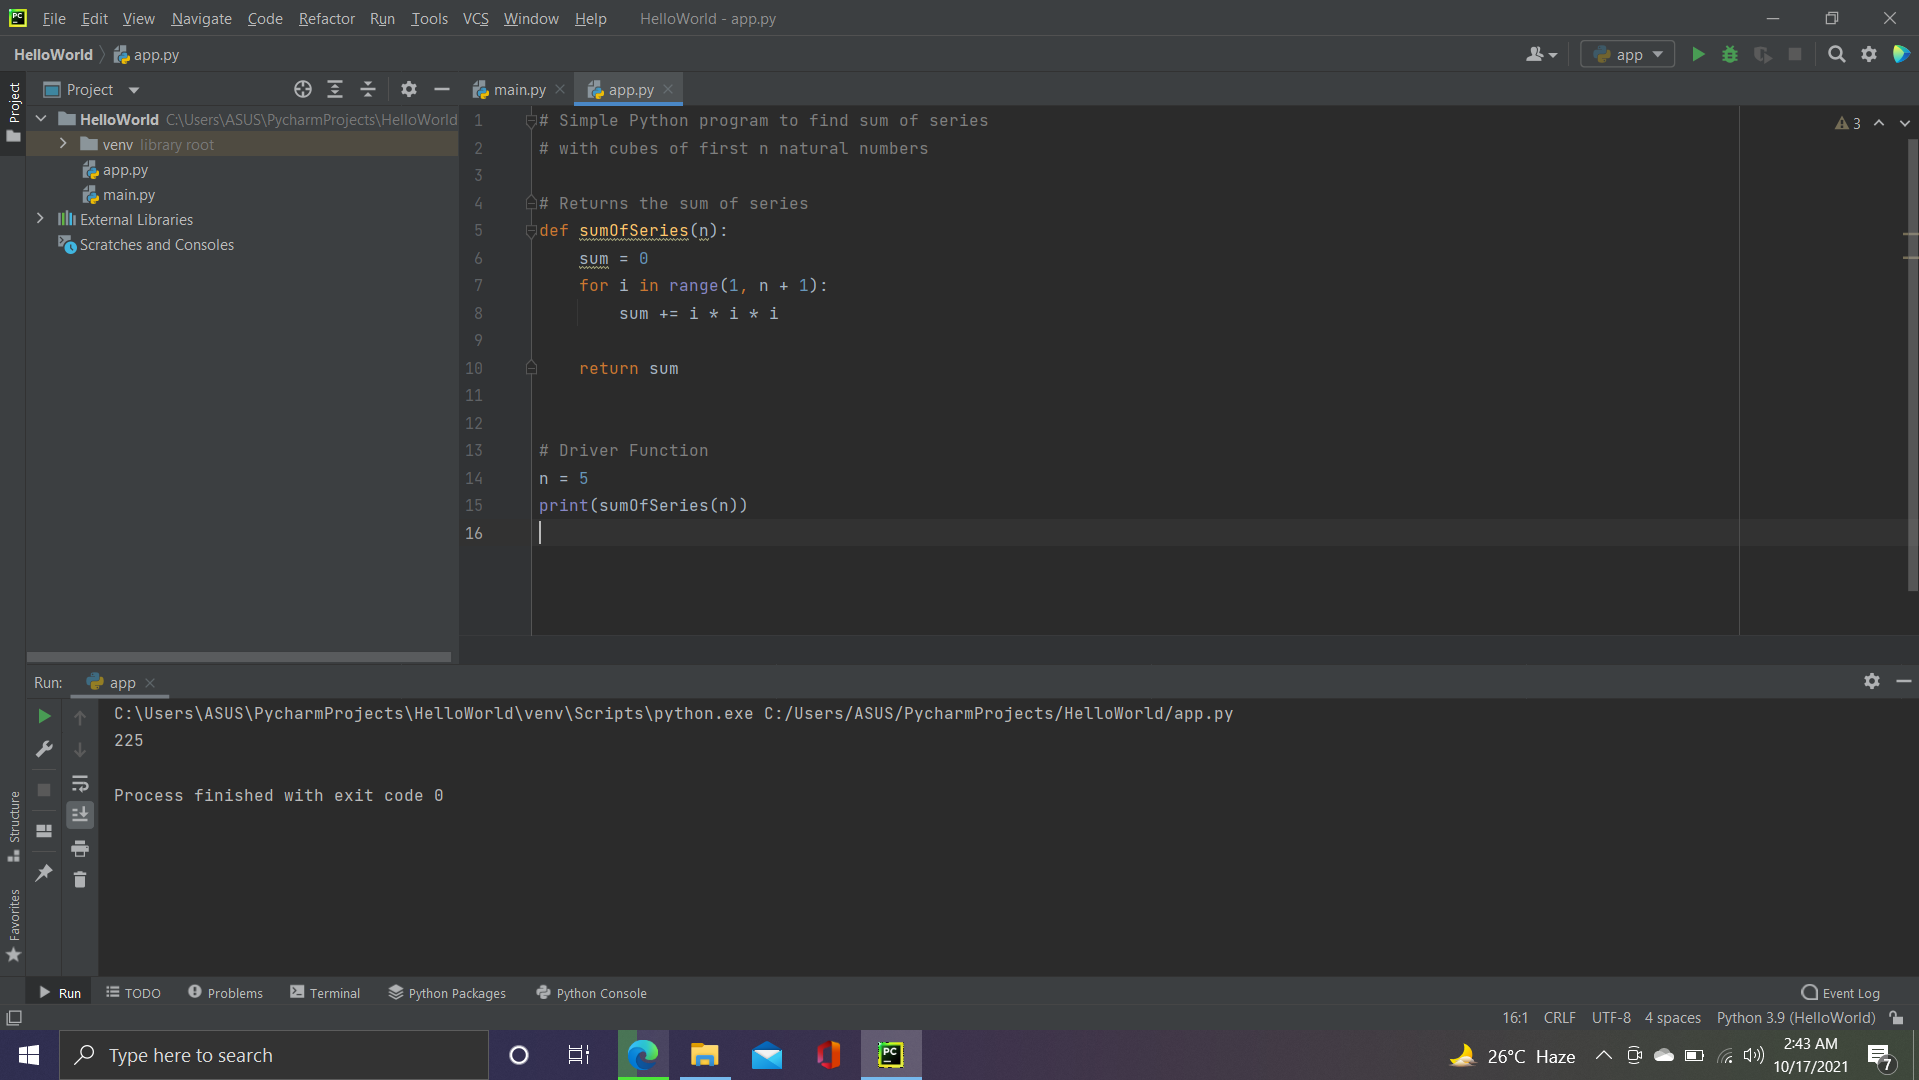 PC File Edit View Navigate Code Refactor Run Tools VCS Window Help HelloWorld - app.py
HelloWorld app.py app
Project
Project main.py app.py
HelloWorld C:\Users\ASUS\PycharmProjects\HelloWorld
venv library root
app.py
main.py
External Libraries
Scratches and Consoles
3
1 # Simple Python program to find sum of series
2 # with cubes of first n natural numbers
3
4 # Returns the sum of series
5 def sumOfSeries(n):
6 sum = 0
7 for i in range(1, n + 1):
8 sum += i * i * i
9
10 return sum
11
12
13 # Driver Function
14 n = 5
15 print(sumOfSeries(n))
16
Run: app
C:\Users\ASUS\PycharmProjects\HelloWorld\venv\Scripts\python.exe C:/Users/ASUS/PycharmProjects/HelloWorld/app.py
225
Process finished with exit code 0
Structure
Favorites
Run TODO Problems Terminal Python Packages Python Console Event Log
16:1 CRLF UTF-8 4 spaces Python 3.9 (HelloWorld)
Type here to search
PC
26°C Haze
2:43 AM
10/17/2021
7